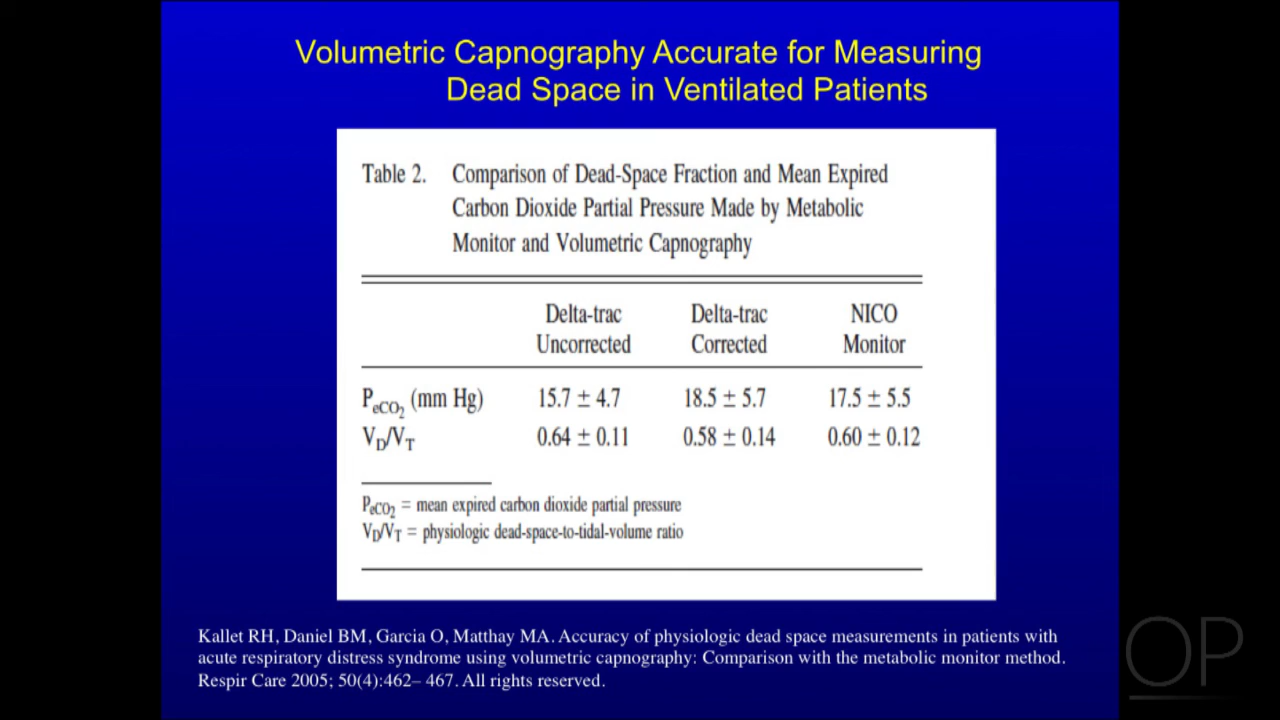 Volumetric Capnography Accurate for Measuring
Dead Space in Ventilated Patients
Table 2. Comparison of Dead-Space Fraction and Mean Expired
Carbon Dioxide Partial Pressure Made by Metabolic
Monitor and Volumetric Capnography
Delta-trac Delta-trac NICO
Uncorrected Corrected Monitor
PeCO2 (mm Hg) 15.7 ± 4.7 18.5 ± 5.7 17.5 ± 5.5
VD/VT 0.64 ± 0.11 0.58 ± 0.14 0.60 ± 0.12
PeCO2 = mean expired carbon dioxide partial pressure
VD/VT = physiologic dead-space-to-tidal-volume ratio
Kallet RH, Daniel BM, Garcia O, Matthay MA. Accuracy of physiologic dead space measurements in patients with
acute respiratory distress syndrome using volumetric capnography: Comparison with the metabolic monitor method.
Respir Care 2005; 50(4):462– 467. All rights reserved.
OP